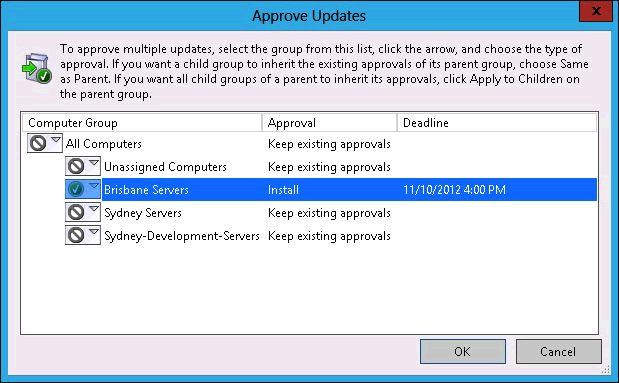 Approve Updates
X
To approve multiple updates, select the group from this list, click the arrow, and choose the type of
approval. If you want a child group to inherit the existing approvals of its parent group, choose Same
as Parent. If you want all child groups of a parent to inherit its approvals, click Apply to Children on
the parent group.
Computer Group Approval Deadline
All Computers Keep existing approvals
Unassigned Computers Keep existing approvals
Brisbane Servers Install 11/10/2012 4:00 PM
Sydney Servers Keep existing approvals
Sydney-Development-Servers Keep existing approvals
OK Cancel